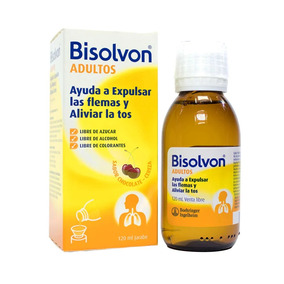 Bisolvon®
ADULTOS
Ayuda a Expulsar
las flemas y
Aliviar la tos
LIBRE DE AZUCAR
LIBRE DE ALCOHOL
LIBRE DE COLORANTES
SABOR CHOCOLATE - CEREZA
120 ml Jarabe
Bisolvon®
ADULTOS
Ayuda a Expulsar
las flemas y
Aliviar la tos
120 ml. Venta libre
Boehringer
Ingelheim